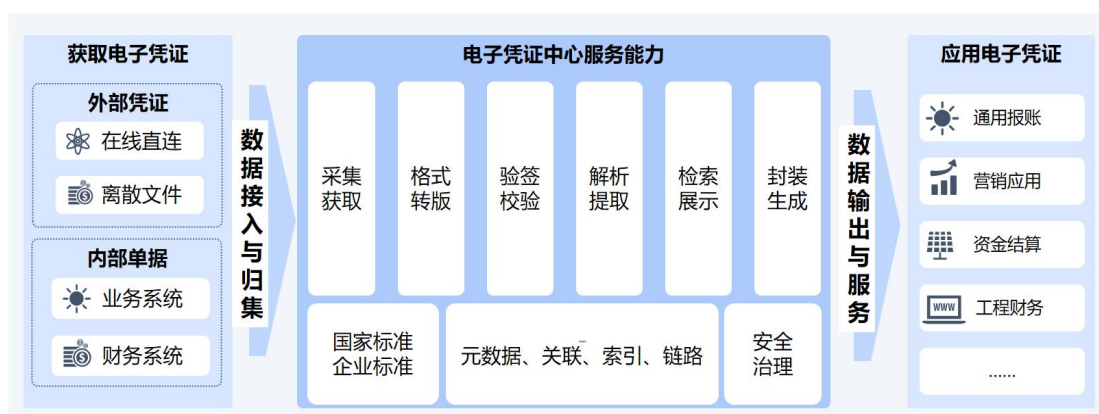 获取电子凭证
外部凭证
在线直连
离散文件
内部单据
业务系统
财务系统
数据接入与归集
电子凭证中心服务能力
采集
获取
格式
转版
验签
校验
解析
提取
检索
展示
封装
生成
国家标准
企业标准
元数据、关联、索引、链路
安全
治理
数据输出与服务
应用电子凭证
通用报账
营销应用
资金结算
WWW
工程财务
......